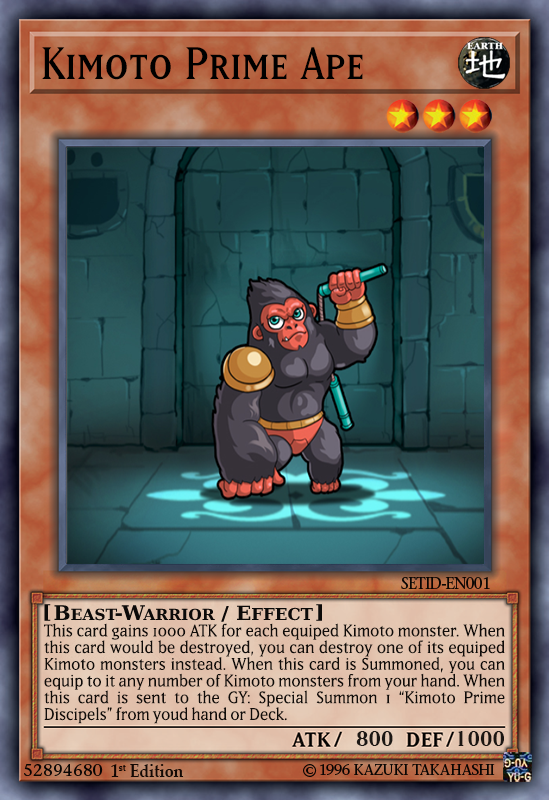 Kimoto Prime Ape
EARTH
地
SETID-EN001
[Beast-Warrior / Effect]
This card gains 1000 ATK for each equiped Kimoto monster. When
this card would be destroyed, you can destroy one of its equiped
Kimoto monsters instead. When this card is Summoned, you can
equip to it any number of Kimoto monsters from your hand. When
this card is sent to the GY: Special Summon 1 “Kimoto Prime
Discipels” from youd hand or Deck.
ATK/ 800 DEF/1000
52894680 1st Edition © 1996 KAZUKI TAKAHASHI
YU-G